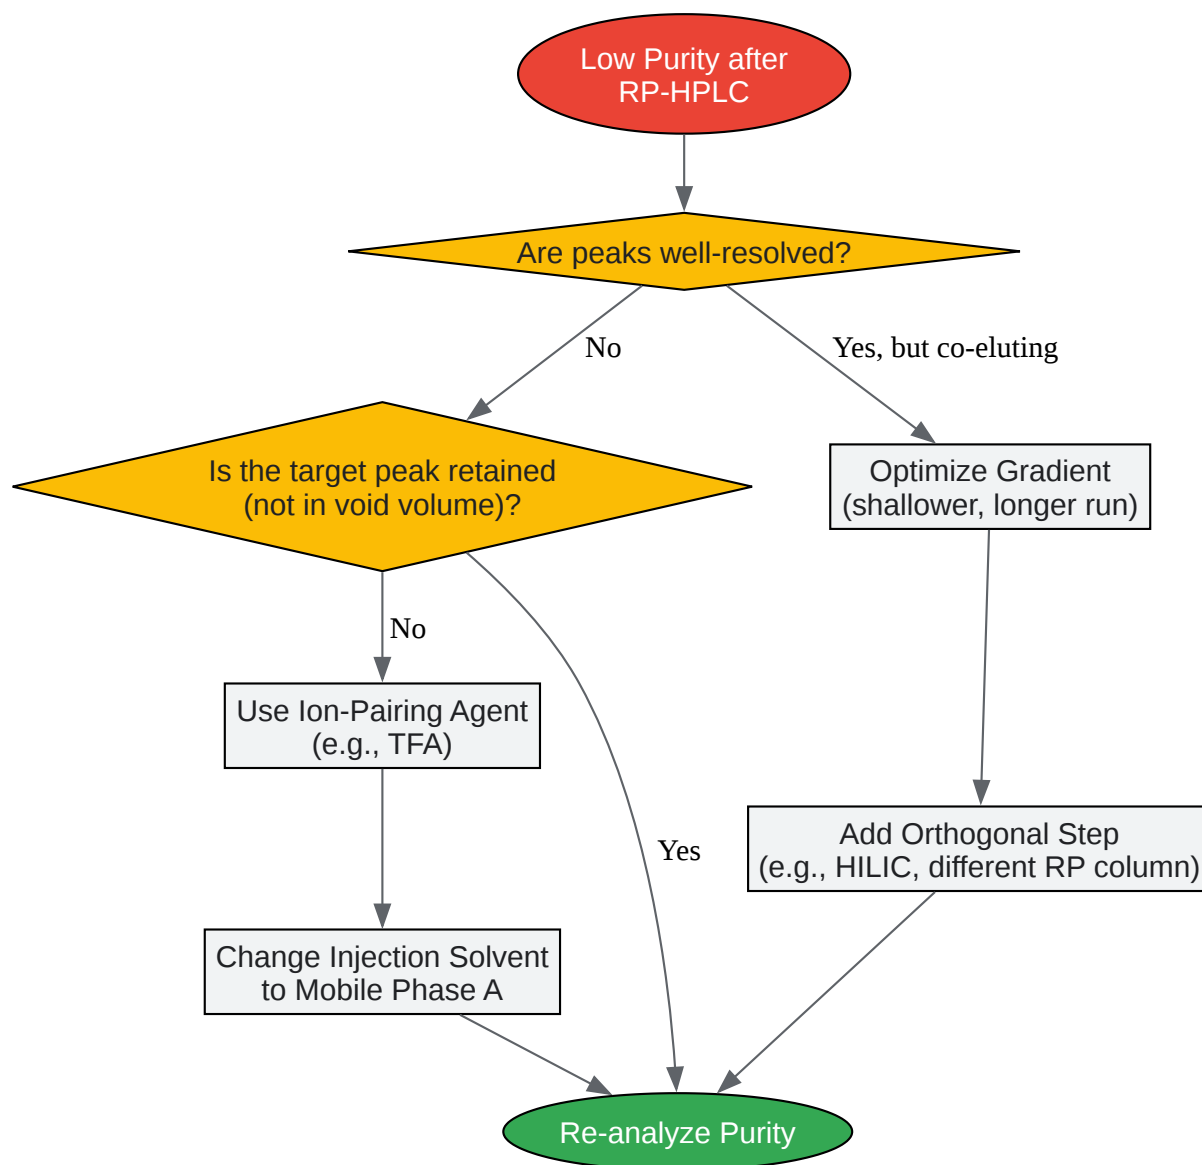 Low Purity after
RP-HPLC
Are peaks well-resolved?
No
Yes, but co-eluting
Is the target peak retained
(not in void volume)?
Optimize Gradient
(shallower, longer run)
No
Use Ion-Pairing Agent
(e.g., TFA)
Yes
Add Orthogonal Step
(e.g., HILIC, different RP column)
Change Injection Solvent
to Mobile Phase A
Re-analyze Purity